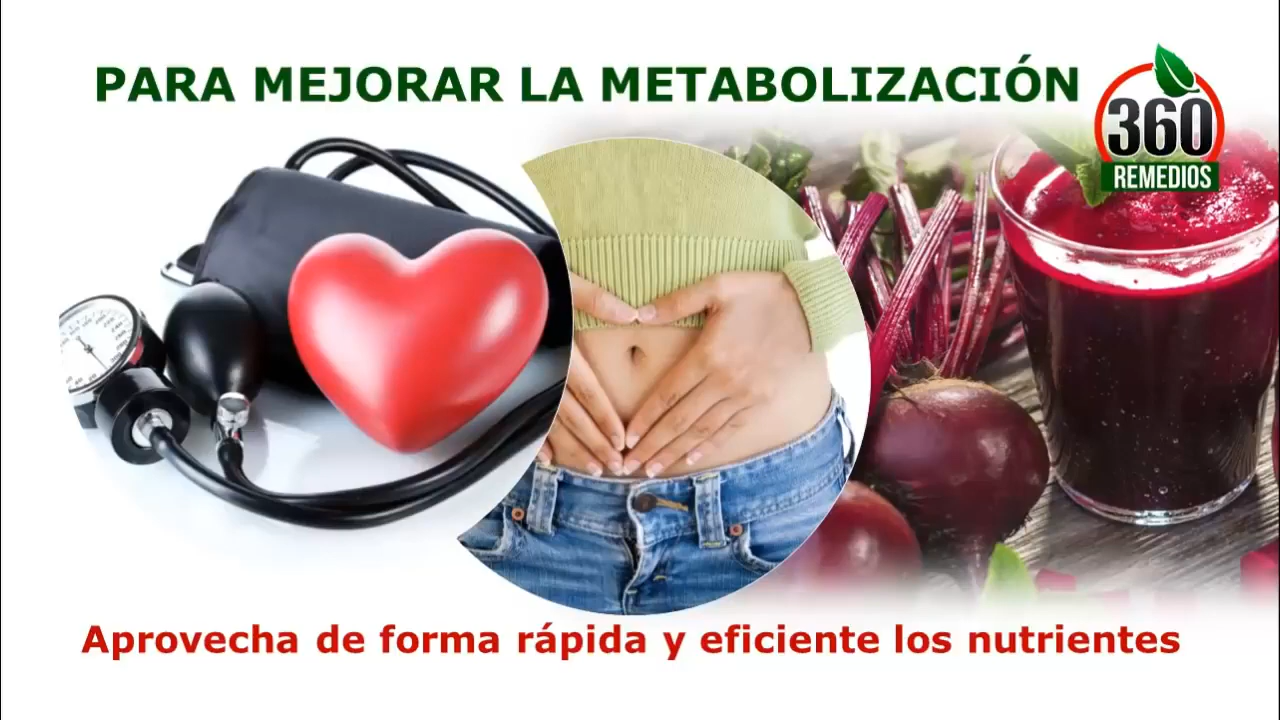 PARA MEJORAR LA METABOLIZACIÓN
360
REMEDIOS
Aprovecha de forma rápida y eficiente los nutrientes